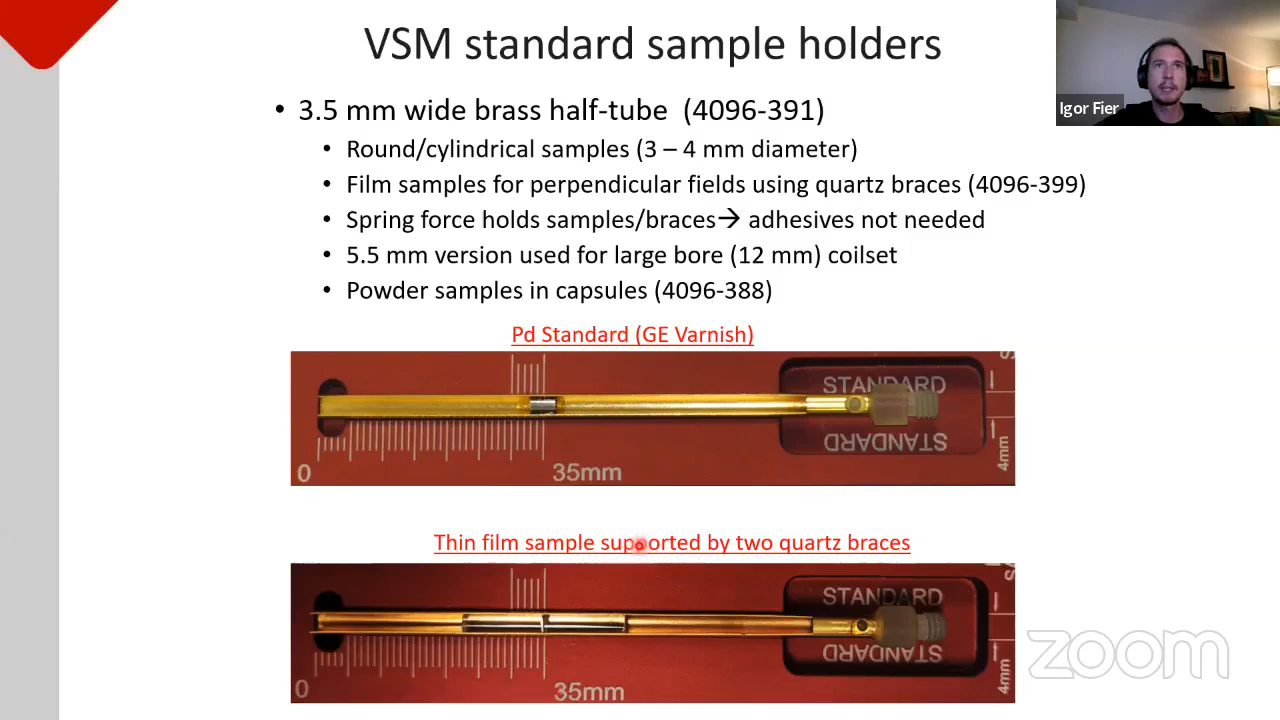 VSM standard sample holders
Igor Fier
• 3.5 mm wide brass half-tube (4096-391)
• Round/cylindrical samples (3 – 4 mm diameter)
• Film samples for perpendicular fields using quartz braces (4096-399)
• Spring force holds samples/braces→ adhesives not needed
• 5.5 mm version used for large bore (12 mm) coilset
• Powder samples in capsules (4096-388)
Pd Standard (GE Varnish)
STANDARD
STANDARD
0
35mm
4mm
Thin film sample supported by two quartz braces
STANDARD
STANDARD
0
35mm
4mm
zoom